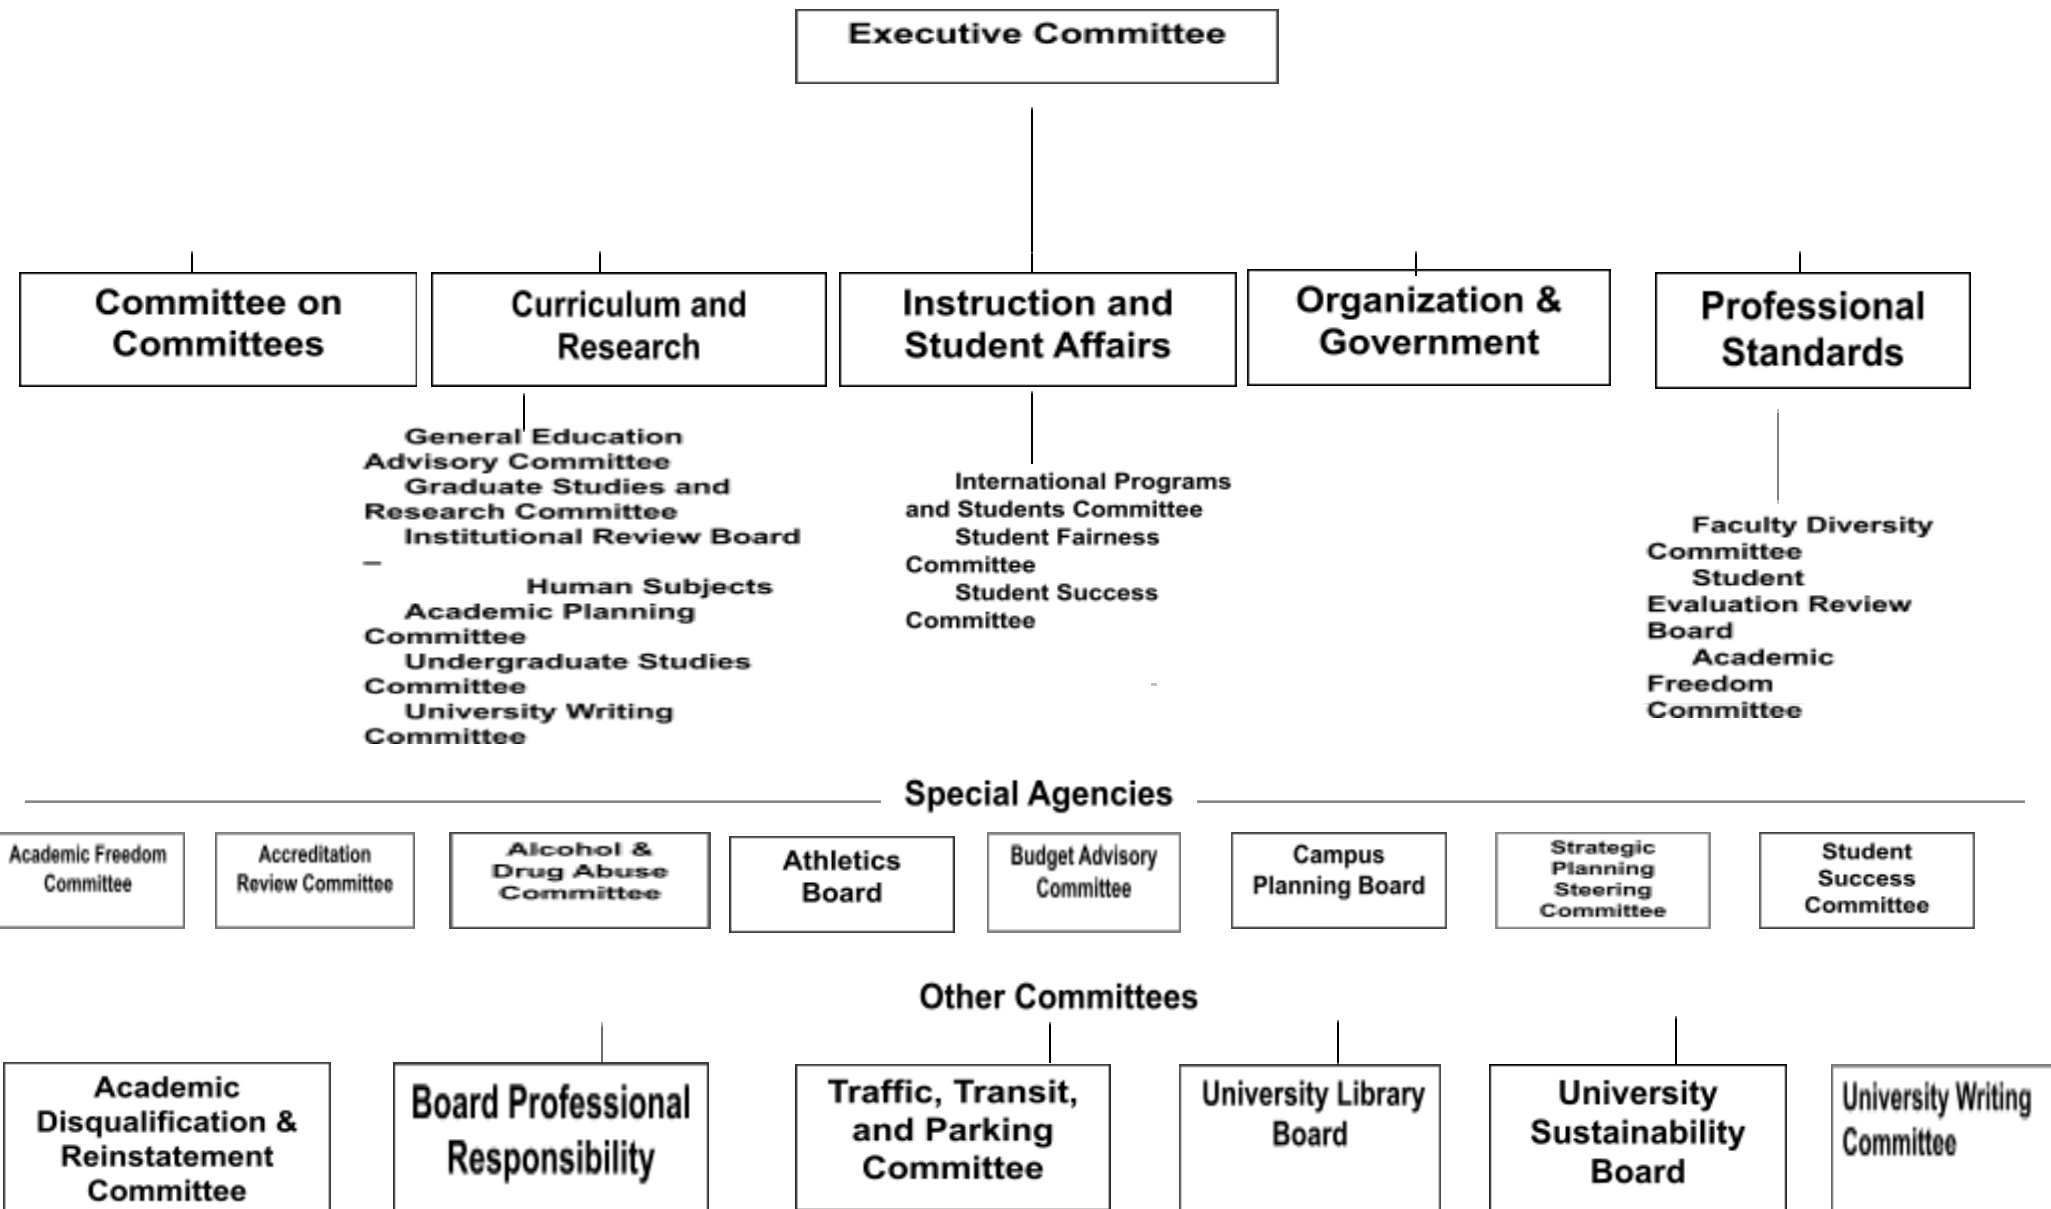 Executive Committee
Committee on
Committees
Curriculum and
Research
Instruction and
Student Affairs
Organization &
Government
Professional
Standards
General Education
Advisory Committee
Graduate Studies and
Research Committee
Institutional Review Board
–
Human Subjects
Academic Planning
Committee
Undergraduate Studies
Committee
University Writing
Committee
International Programs
and Students Committee
Student Fairness
Committee
Student Success
Committee
Faculty Diversity
Committee
Student
Evaluation Review
Board
Academic
Freedom
Committee
Special Agencies
Academic Freedom
Committee
Accreditation
Review Committee
Alcohol &
Drug Abuse
Committee
Athletics
Board
Budget Advisory
Committee
Campus
Planning Board
Strategic
Planning
Steering
Committee
Student
Success
Committee
Other Committees
Academic
Disqualification &
Reinstatement
Committee
Board Professional
Responsibility
Traffic, Transit,
and Parking
Committee
University Library
Board
University
Sustainability
Board
University Writing
Committee